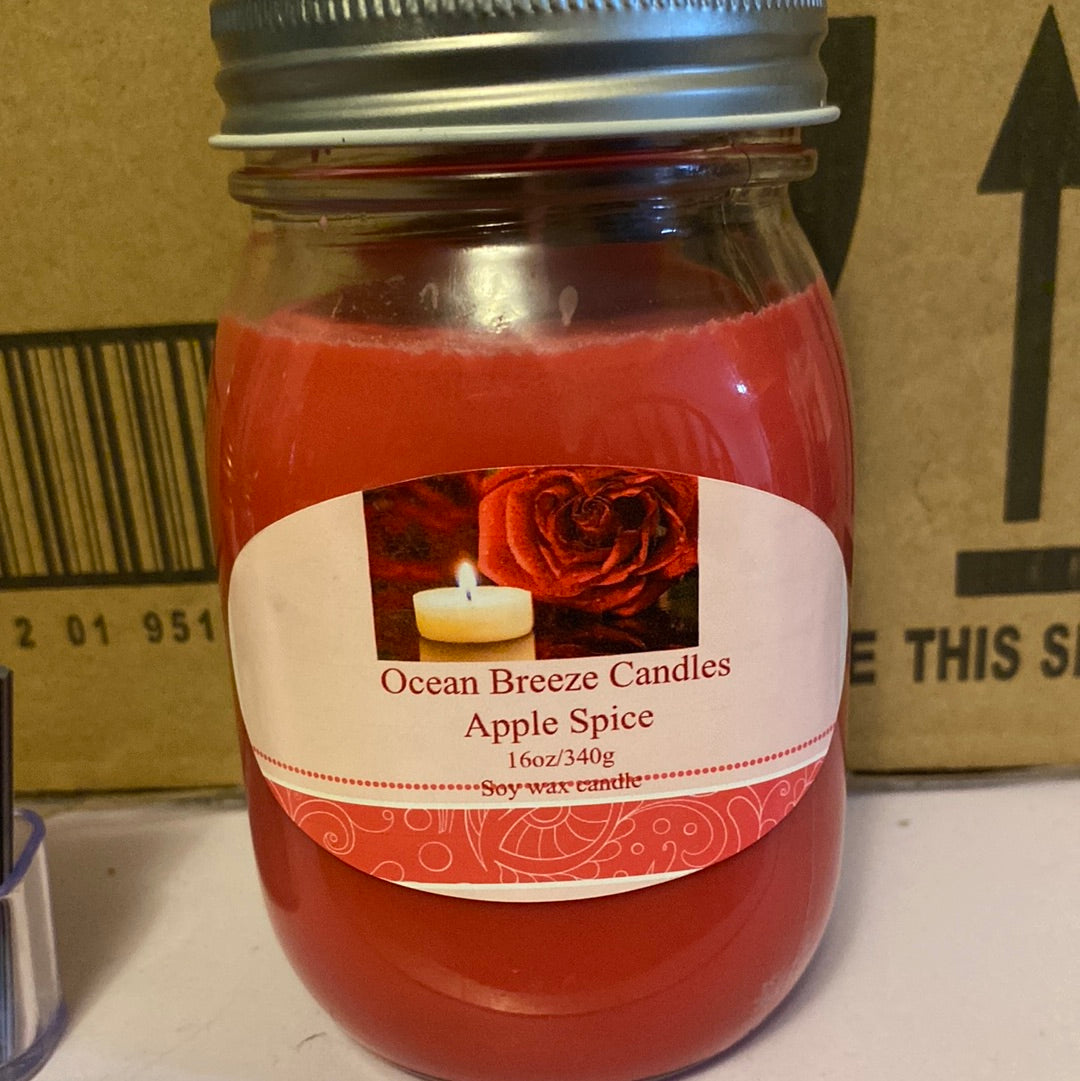 Ocean Breeze Candles
Apple Spice
16oz/340g
Soy wax candle
2 01 951
THIS